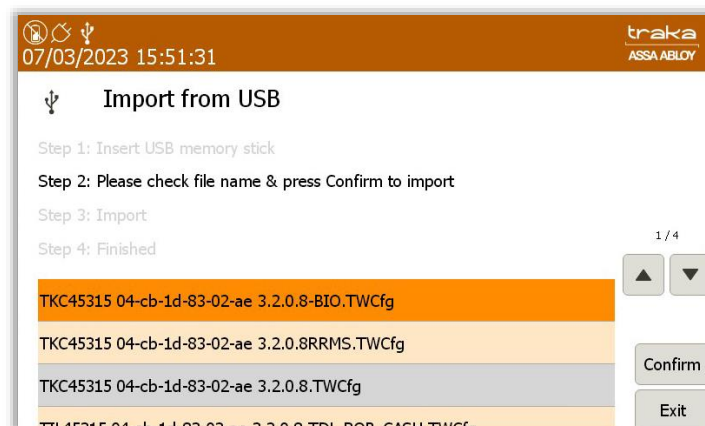 07/03/2023 15:51:31
traka
ASSA ABLOY
Import from USB
Step 1: Insert USB memory stick
Step 2: Please check file name & press Confirm to import
Step 3: Import
Step 4: Finished
1 / 4
TKC45315 04-cb-1d-83-02-ae 3.2.0.8-BIO.TWCfg
TKC45315 04-cb-1d-83-02-ae 3.2.0.8RRMS.TWCfg
TKC45315 04-cb-1d-83-02-ae 3.2.0.8.TWCfg
Confirm
Exit